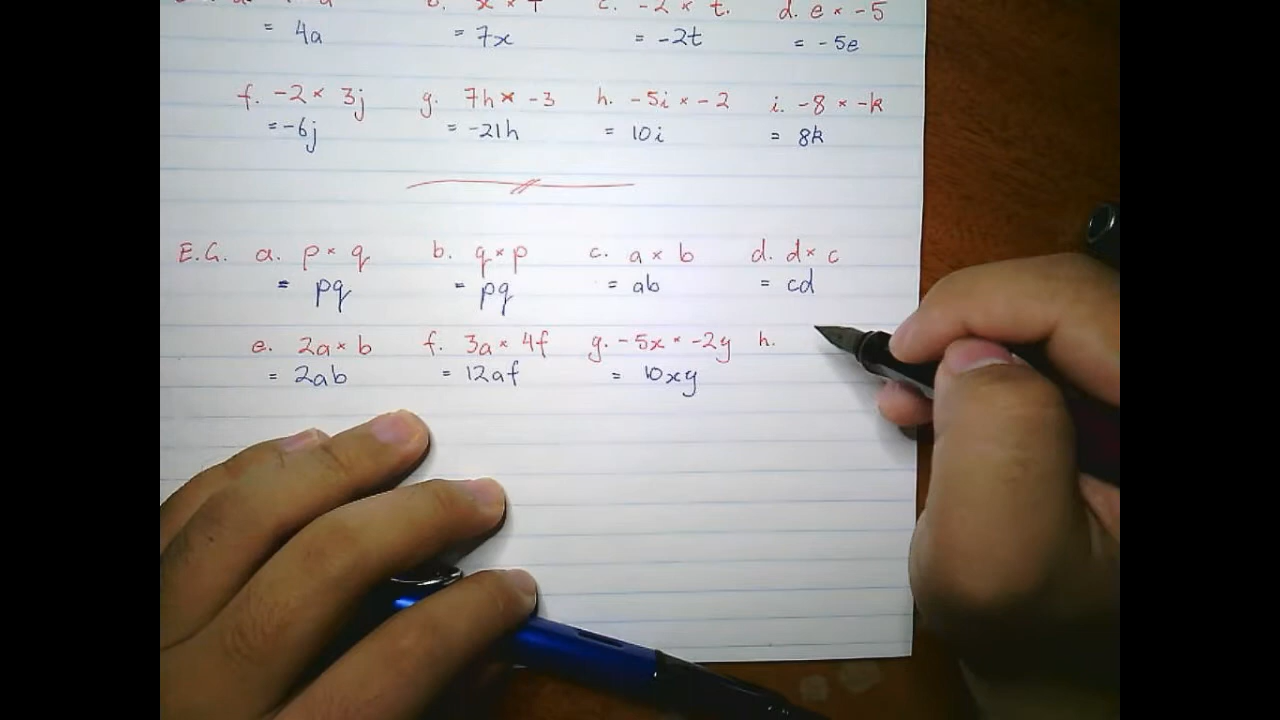 c. -2 × t. d. e × -5
= 4a = 7x = -2t = -5e
f. -2 × 3j g. 7h × -3 h. -5i × -2 i. -8 × -k
= -6j = -21h = 10i = 8k
E.G. a. p × q b. q × p c. a × b d. d × c
= pq = pq = ab = cd
e. 2a × b f. 3a × 4f g. -5x × -2y h.
= 2ab = 12af = 10xy